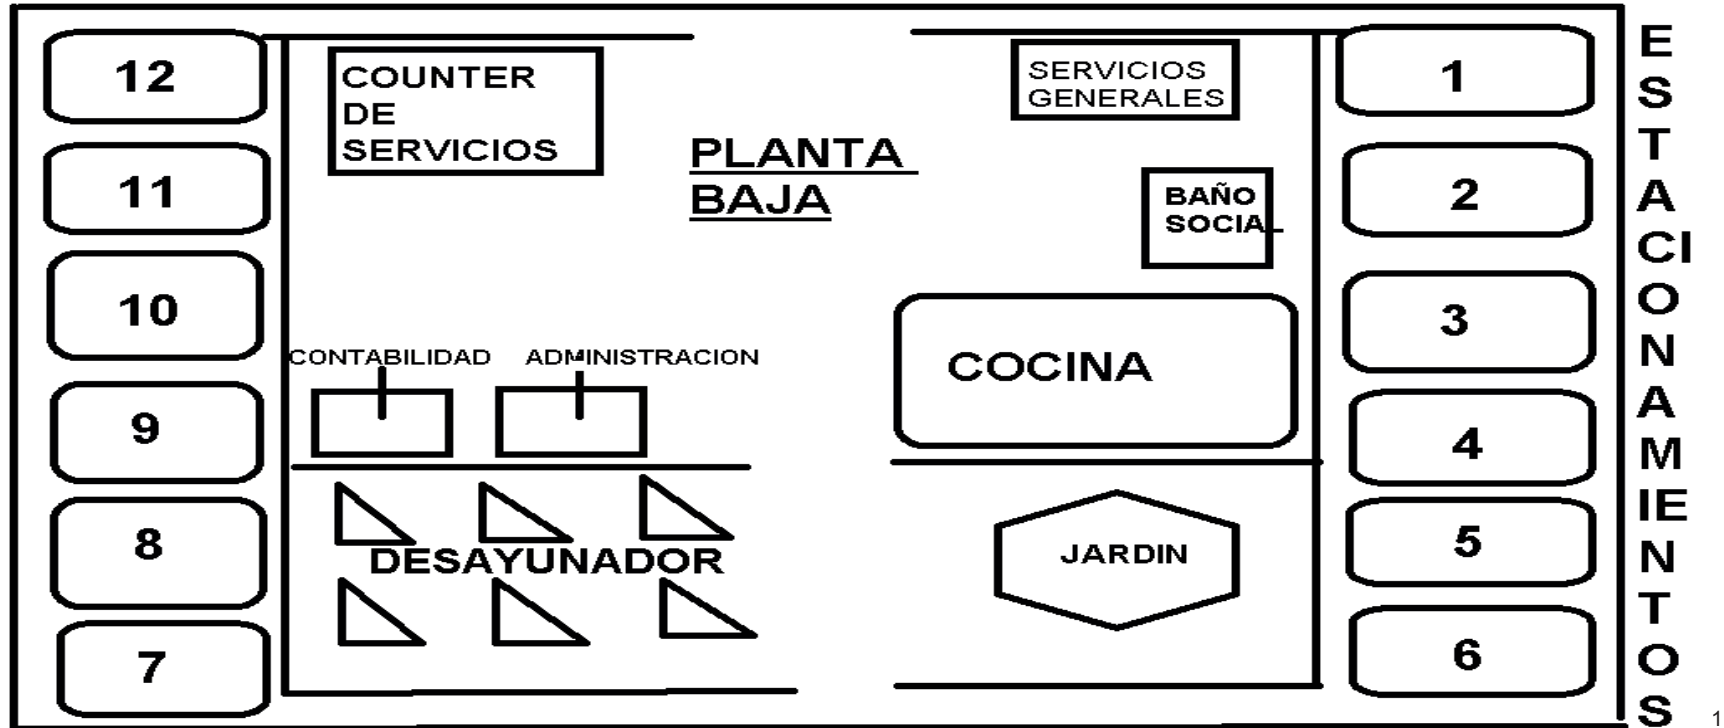 12
COUNTER
DE
SERVICIOS
11
10
CONTABILIDAD
ADMINISTRACION
9
8
7
DESAYUNADOR
PLANTA
BAJA
SERVICIOS
GENERALES
BAÑO
SOCIAL
COCINA
JARDIN
1
2
3
4
5
6
E
S
T
A
CI
O
N
A
M
IE
N
T
O
S
1